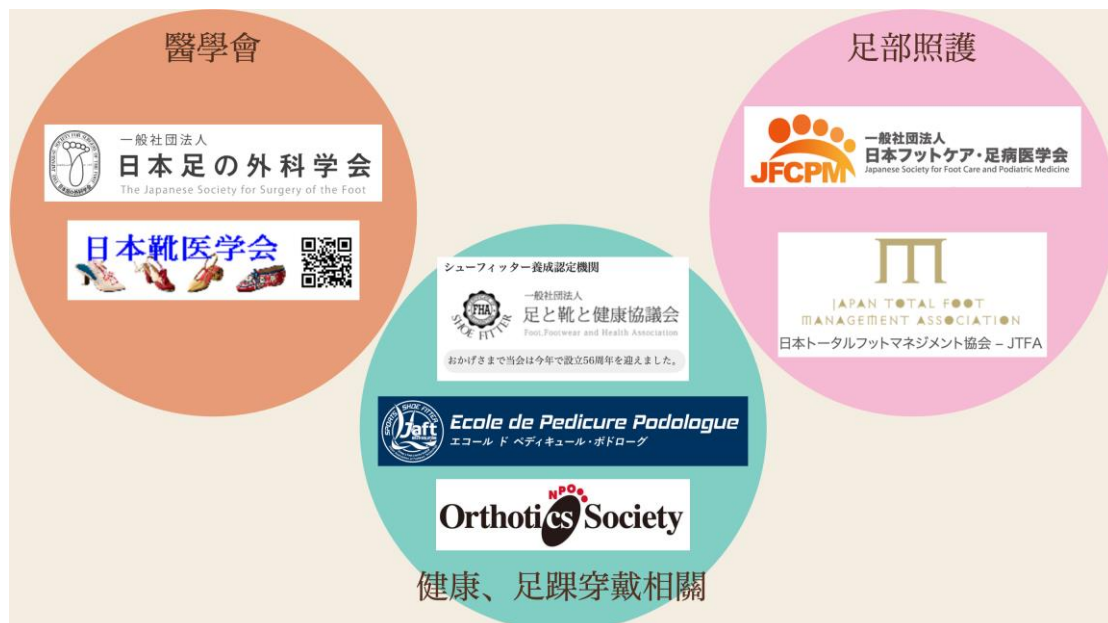 醫學會
一般社団法人
日本足の外科学会
The Japanese Society for Surgery of the Foot
日本靴医学会
足部照護
JFCPM
一般社団法人
日本フットケア・足病医学会
Japanese Society for Foot Care and Podiatric Medicine
JAPAN TOTAL FOOT
MANAGEMENT ASSOCIATION
日本トータルフットマネジメント協会 – JTFA
シューフィッター養成認定機関
FHA
SHOE FITTER
一般社団法人
足と靴と健康協議会
Foot,Footwear and Health Association
おかげさまで当会は今年で設立56周年を迎えました。
SPORTS SHOE FITTER
Jaft
Ecole de Pedicure Podologue
エコール ド ペディキュール・ポドローグ
NPO
Orthotics Society
健康、足踝穿戴相關